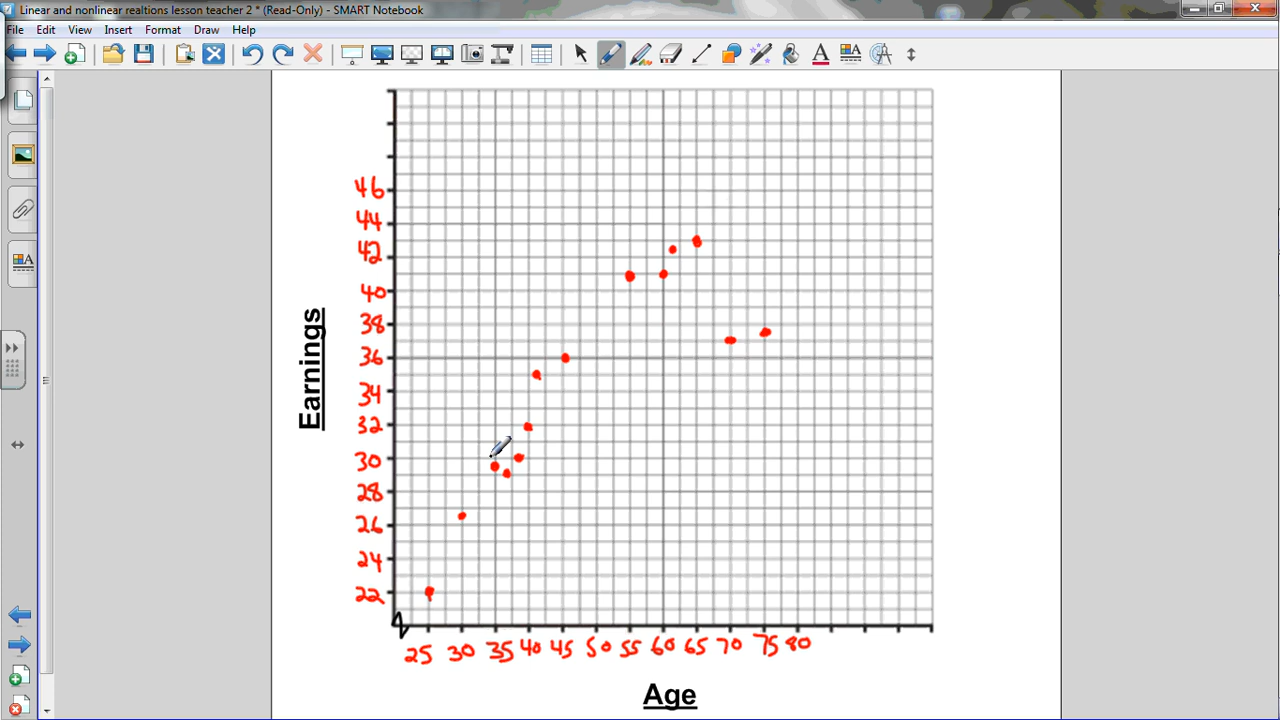 Linear and nonlinear realtions lesson teacher 2 * (Read-Only) - SMART Notebook
File Edit View Insert Format Draw Help
46
44
42
40
38
36
34
32
30
28
26
24
22
Earnings
25 30 35 40 45 50 55 60 65 70 75 80
Age